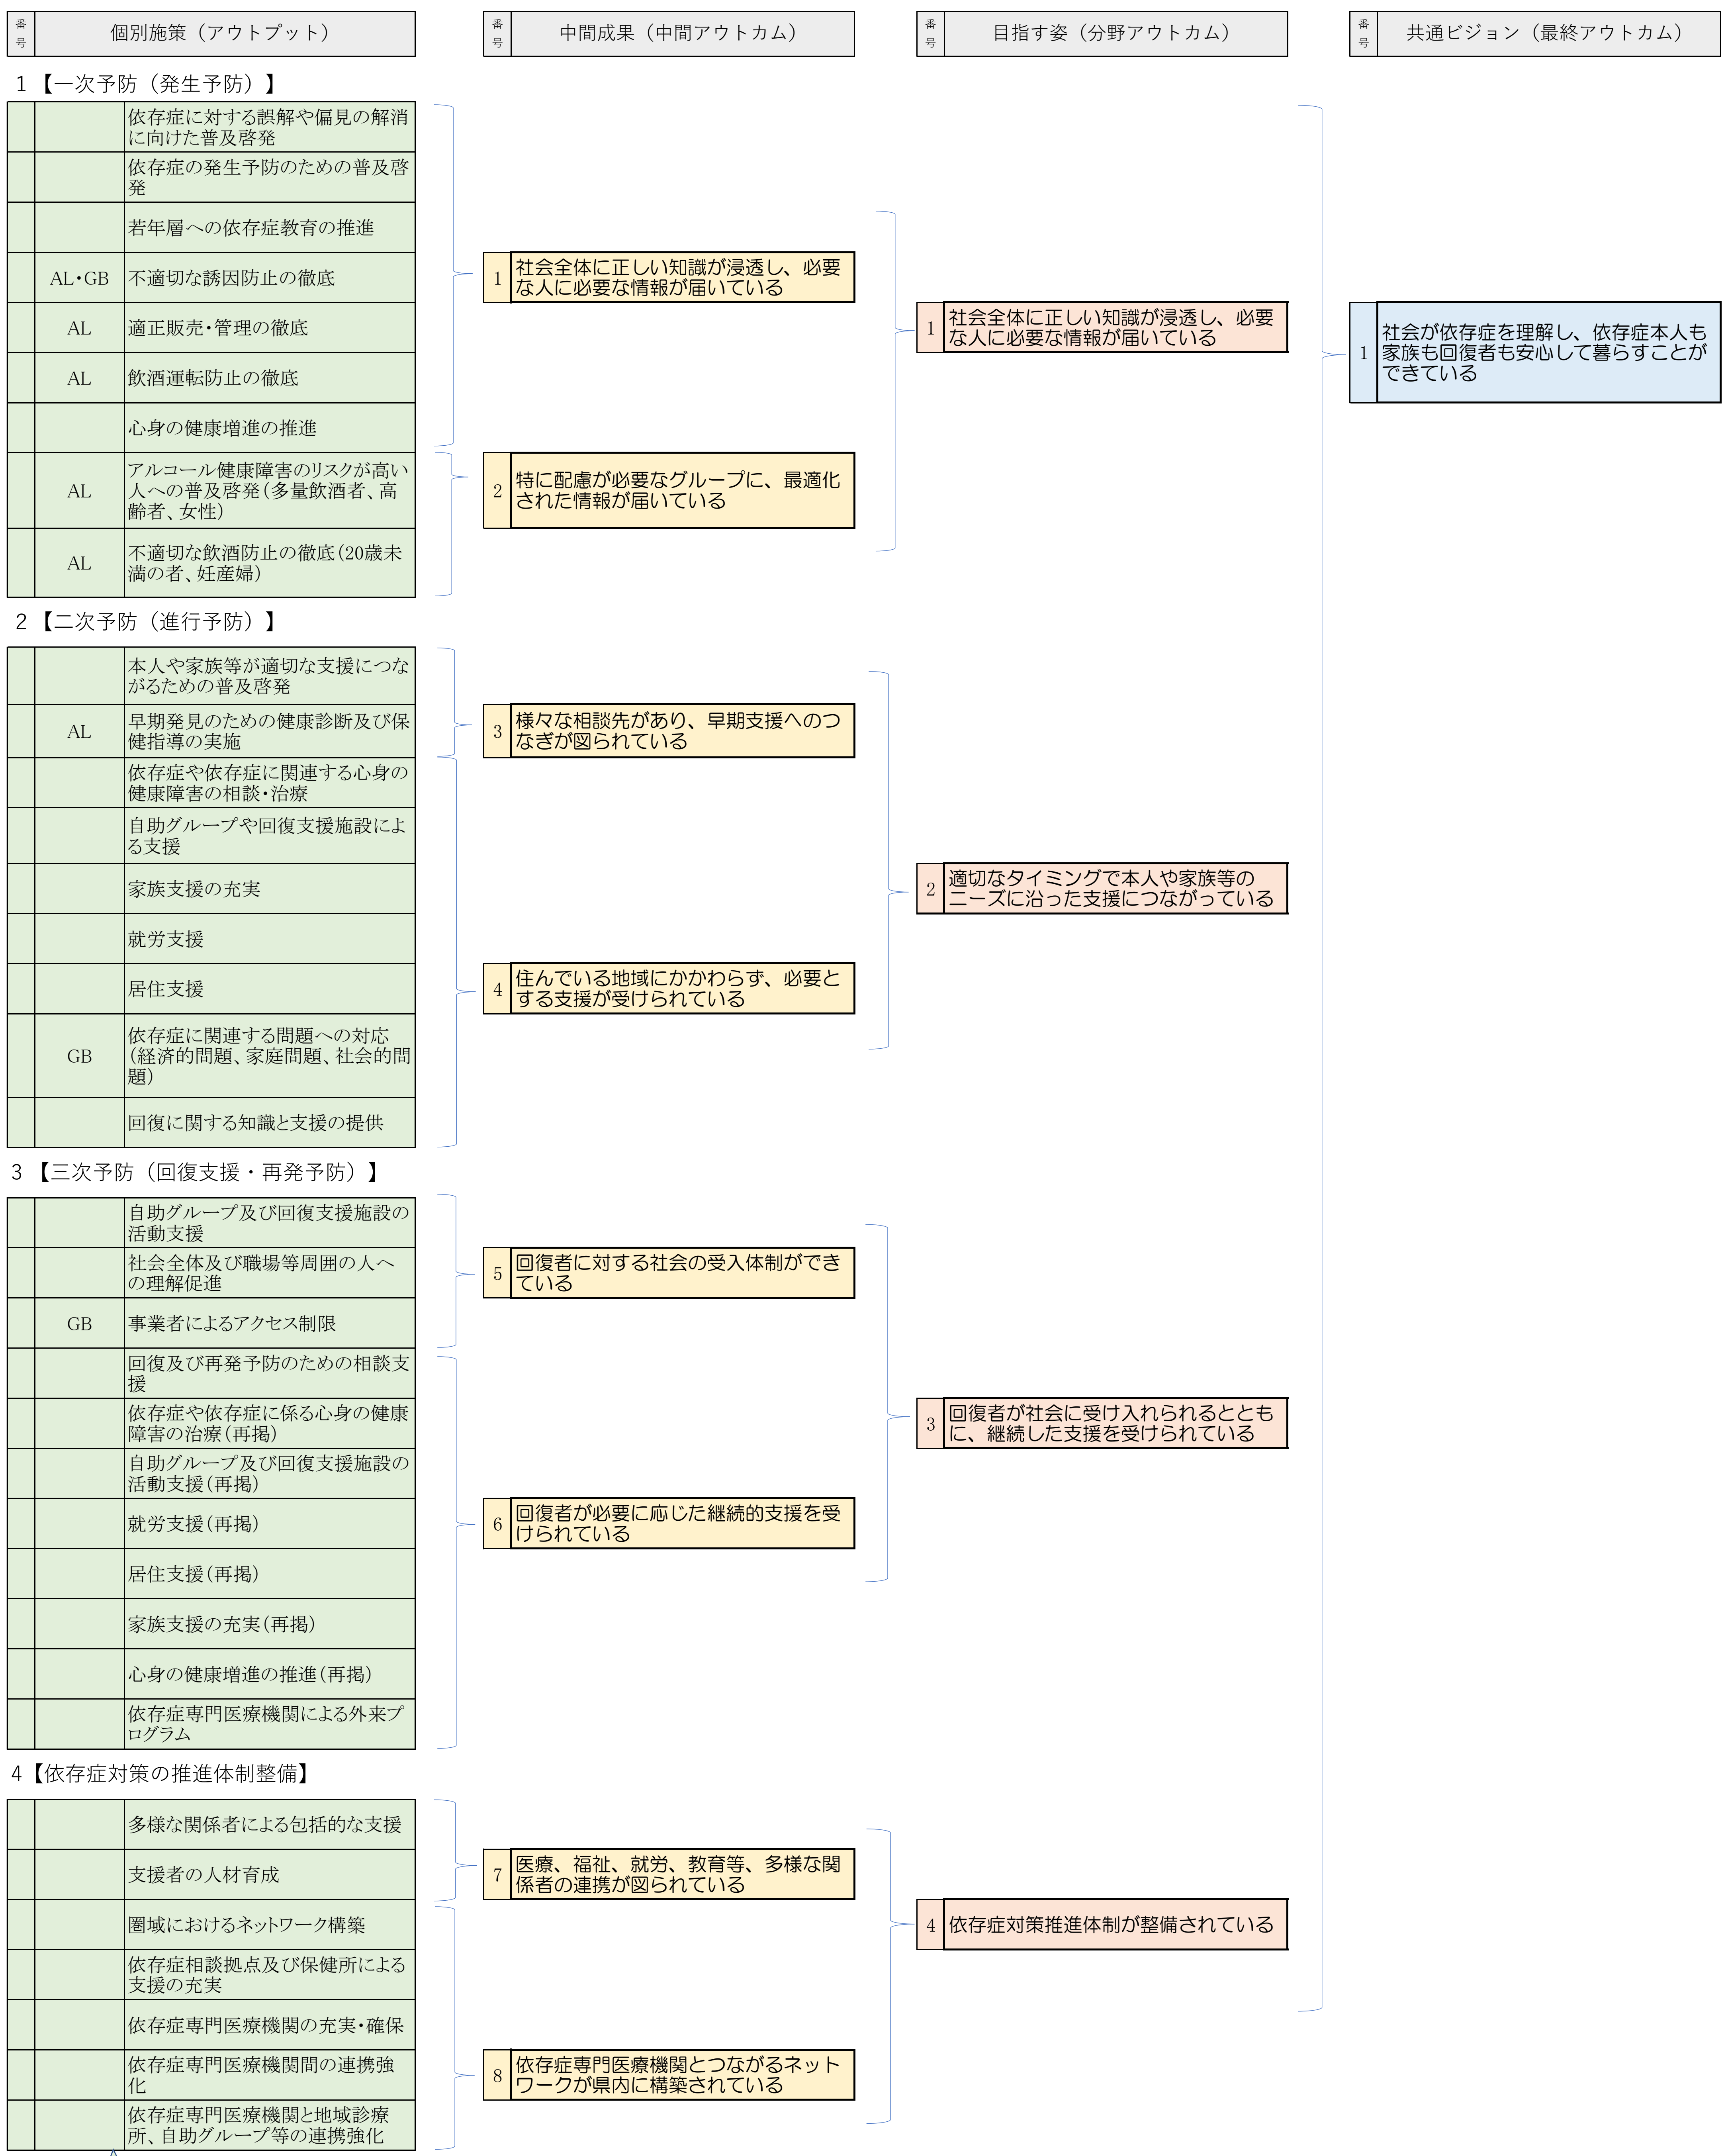 番号
個別施策（アウトプット）
番号
中間成果（中間アウトカム）
番号
目指す姿（分野アウトカム）
番号
共通ビジョン（最終アウトカム）
1【一次予防（発生予防）】
依存症に対する誤解や偏見の解消
に向けた普及啓発
依存症の発生予防のための普及啓
発
若年層への依存症教育の推進
AL・GB
不適切な誘因防止の徹底
AL
適正販売・管理の徹底
AL
飲酒運転防止の徹底
心身の健康増進の推進
AL
アルコール健康障害のリスクが高い
人への普及啓発（多量飲酒者、高
齢者、女性）
AL
不適切な飲酒防止の徹底（20歳未
満の者、妊産婦）
1
社会全体に正しい知識が浸透し、必要
な人に必要な情報が届いている
2
特に配慮が必要なグループに、最適化
された情報が届いている
1
社会全体に正しい知識が浸透し、必要
な人に必要な情報が届いている
1
社会が依存症を理解し、依存症本人も
家族も回復者も安心して暮らすことが
できている
2【二次予防（進行予防）】
本人や家族等が適切な支援につな
がるための普及啓発
AL
早期発見のための健康診断及び保
健指導の実施
依存症や依存症に関連する心身の
健康障害の相談・治療
自助グループや回復支援施設によ
る支援
家族支援の充実
就労支援
居住支援
GB
依存症に関連する問題への対応
（経済的問題、家庭問題、社会的問
題）
回復に関する知識と支援の提供
3
様々な相談先があり、早期支援へのつ
なぎが図られている
4
住んでいる地域にかかわらず、必要と
する支援が受けられている
2
適切なタイミングで本人や家族等の
ニーズに沿った支援につながっている
3【三次予防（回復支援・再発予防）】
自助グループ及び回復支援施設の
活動支援
社会全体及び職場等周囲の人へ
の理解促進
GB
事業者によるアクセス制限
回復及び再発予防のための相談支
援
依存症や依存症に係る心身の健康
障害の治療（再掲）
自助グループ及び回復支援施設の
活動支援（再掲）
就労支援（再掲）
居住支援（再掲）
家族支援の充実（再掲）
心身の健康増進の推進（再掲）
依存症専門医療機関による外来プ
ログラム
5
回復者に対する社会の受入体制ができ
ている
6
回復者が必要に応じた継続的支援を受
けられている
3
回復者が社会に受け入れられるととも
に、継続した支援を受けられている
4【依存症対策の推進体制整備】
多様な関係者による包括的な支援
支援者の人材育成
圏域におけるネットワーク構築
依存症相談拠点及び保健所による
支援の充実
依存症専門医療機関の充実・確保
依存症専門医療機関間の連携強
化
依存症専門医療機関と地域診療
所、自助グループ等の連携強化
7
医療、福祉、就労、教育等、多様な関
係者の連携が図られている
8
依存症専門医療機関とつながるネット
ワークが県内に構築されている
4
依存症対策推進体制が整備されている